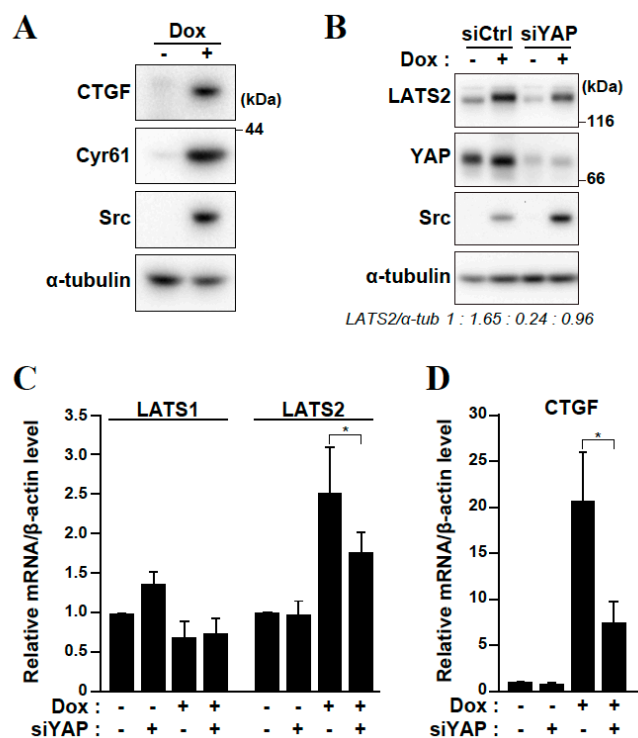 A
Dox
- +
CTGF
(kDa)
44
Cyr61
Src
α-tubulin
B
siCtrl siYAP
Dox : - + - +
LATS2
(kDa)
116
YAP
66
Src
α-tubulin
LATS2/α-tub 1 : 1.65 : 0.24 : 0.96
C
LATS1 LATS2
Relative mRNA/β-actin level
3.5
3.0
2.5
2.0
1.5
1.0
0.5
0
*
Dox : - - + + - - + +
siYAP : - + - + - + - +
D
CTGF
Relative mRNA/β-actin level
30
25
20
15
10
5
0
*
Dox : - - + +
siYAP : - + - +